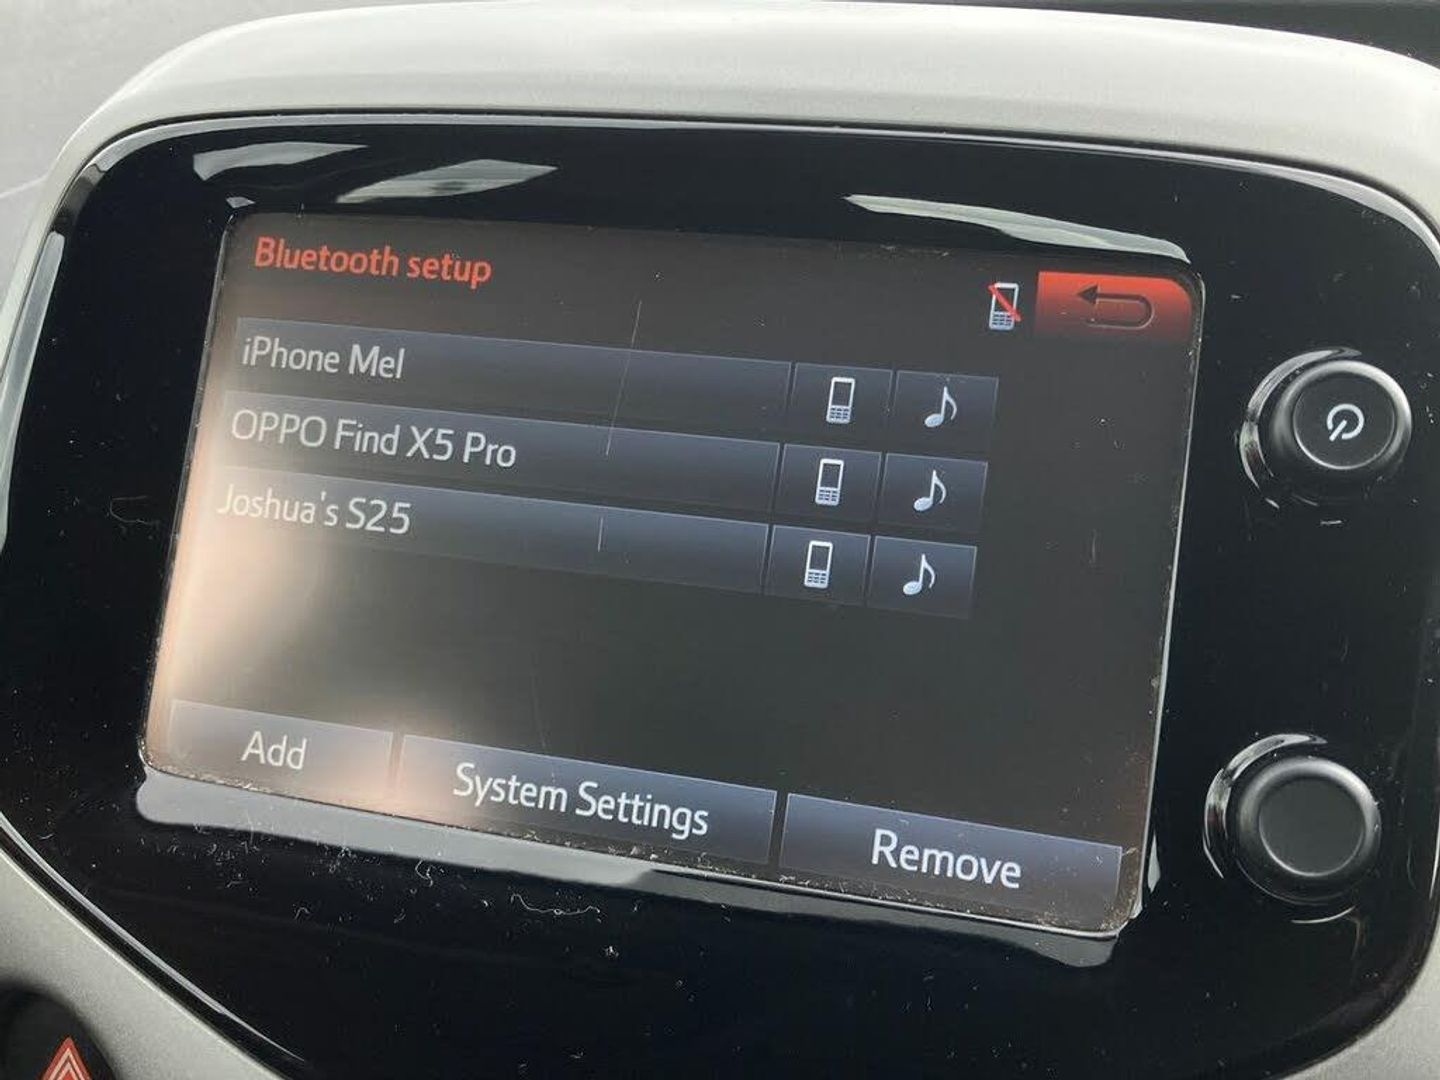 Bluetooth setup
iPhone Mel
OPPO Find X5 Pro
Joshua's S25
Add
System Settings
Remove